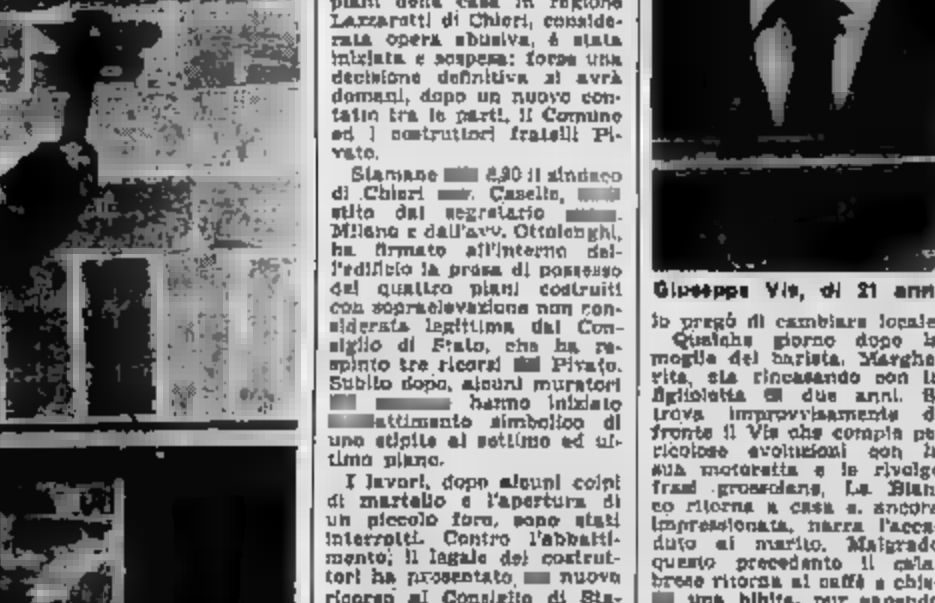 piani della casa in regione
Lazzaretti di Chieri, conside-
rata opera abusiva, è stata
iniziata e sospesa: forse una
decisione definitiva si avrà
domani, dopo un nuovo con-
tatto tra le parti, il Comune
ed i costruttori fratelli Pi-
vato.
Stamane 8,30 il sindaco
di Chieri Casello,
stito dal segretario
Milano e dall'avv. Ottolenghi,
ha firmato all'interno del-
l'edificio la presa di possesso
dei quattro piani costruiti
con sopraelevazione non con-
siderata legittima dal Con-
siglio di Stato, che ha re-
spinto tre ricorsi Pivato.
Subito dopo, alcuni muratori
hanno iniziato
attimento simbolico di
uno stipite al settimo ed ul-
timo piano.
I lavori, dopo alcuni colpi
di martello e l'apertura di
un piccolo foro, sono stati
interrotti. Contro l'abbatti-
mento, il legale dei costrut-
tori ha presentato, nuovo
ricorso al Consiglio di Sta-
Giuseppe Vis, di 21 ann
lo pregò di cambiare locale
Qualche giorno dopo la
moglie del barista, Marghe-
rita, sta rincasando con la
figlioletta di due anni. Si
trova improvvisamente di
fronte il Vis che compie pe
ricolose evoluzioni con la
sua motoretta e le rivolge
frasi grossolane. La Bian
co ritorna a casa e, ancora
impressionata, narra l'acca
duto al marito. Malgrado
questo precedente il cala
brese ritorna al caffè a chie
una bibita, pur sapendo